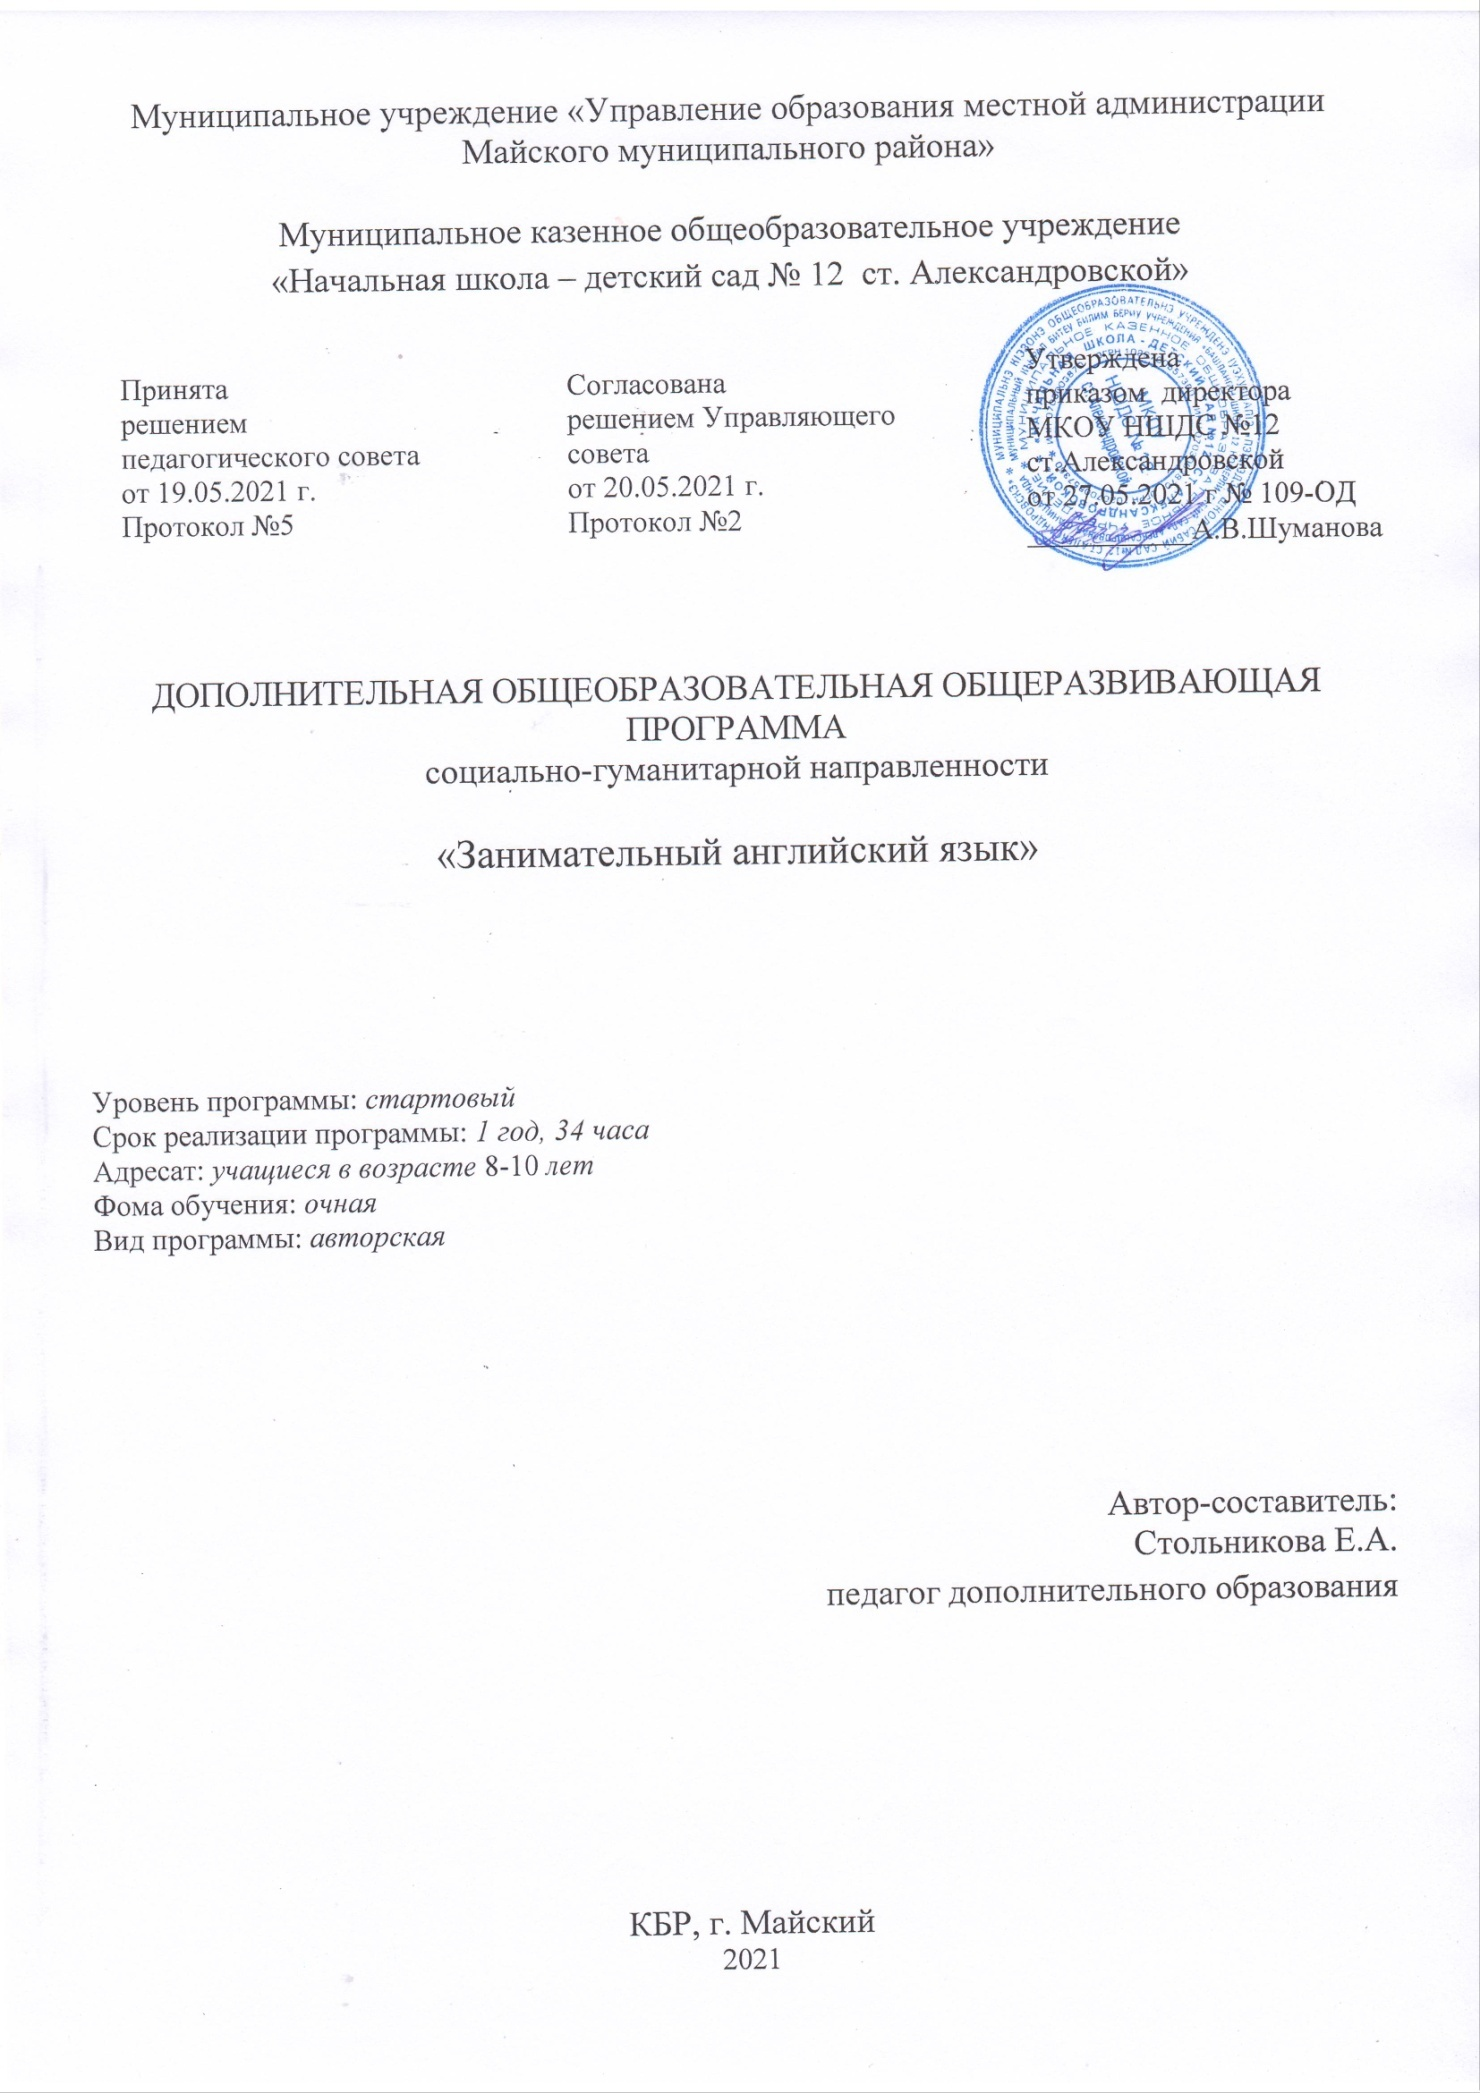 Муниципальное учреждение «Управление образования местной администрации
Майского муниципального района»
Муниципальное казенное общеобразовательное учреждение
«Начальная школа – детский сад № 12 ст. Александровской»
Принята
решением
педагогического совета
от 19.05.2021 г.
Протокол №5
Согласована
решением Управляющего
совета
от 20.05.2021 г.
Протокол №2
Утверждена
приказом директора
МКОУ НШДС №12
ст.Александровской
от 27.05.2021 г № 109-ОД
____________А.В.Шуманова
ДОПОЛНИТЕЛЬНАЯ ОБЩЕОБРАЗОВАТЕЛЬНАЯ ОБЩЕРАЗВИВАЮЩАЯ
ПРОГРАММА
социально-гуманитарной направленности
«Занимательный английский язык»
Уровень программы: стартовый
Срок реализации программы: 1 год, 34 часа
Адресат: учащиеся в возрасте 8-10 лет
Фома обучения: очная
Вид программы: авторская
Автор-составитель:
Стольникова Е.А.
педагог дополнительного образования
КБР, г. Майский
2021